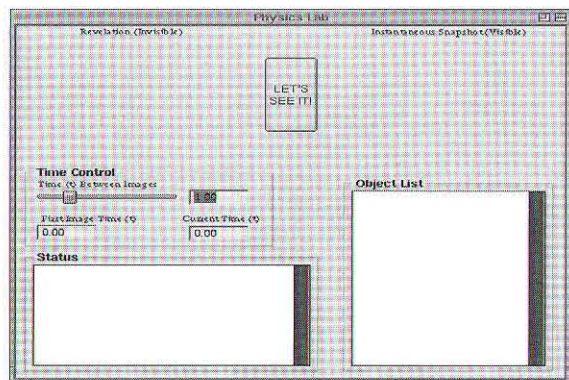 Physics Lab
Revelation (Invisible)
Instantaneous Snapshot (Visible)
LET'S
SEE IT!
Time Control
Time (t) Between Images
1.00
First Image Time (t)
Current Time (t)
0.00
0.00
Object List
Status